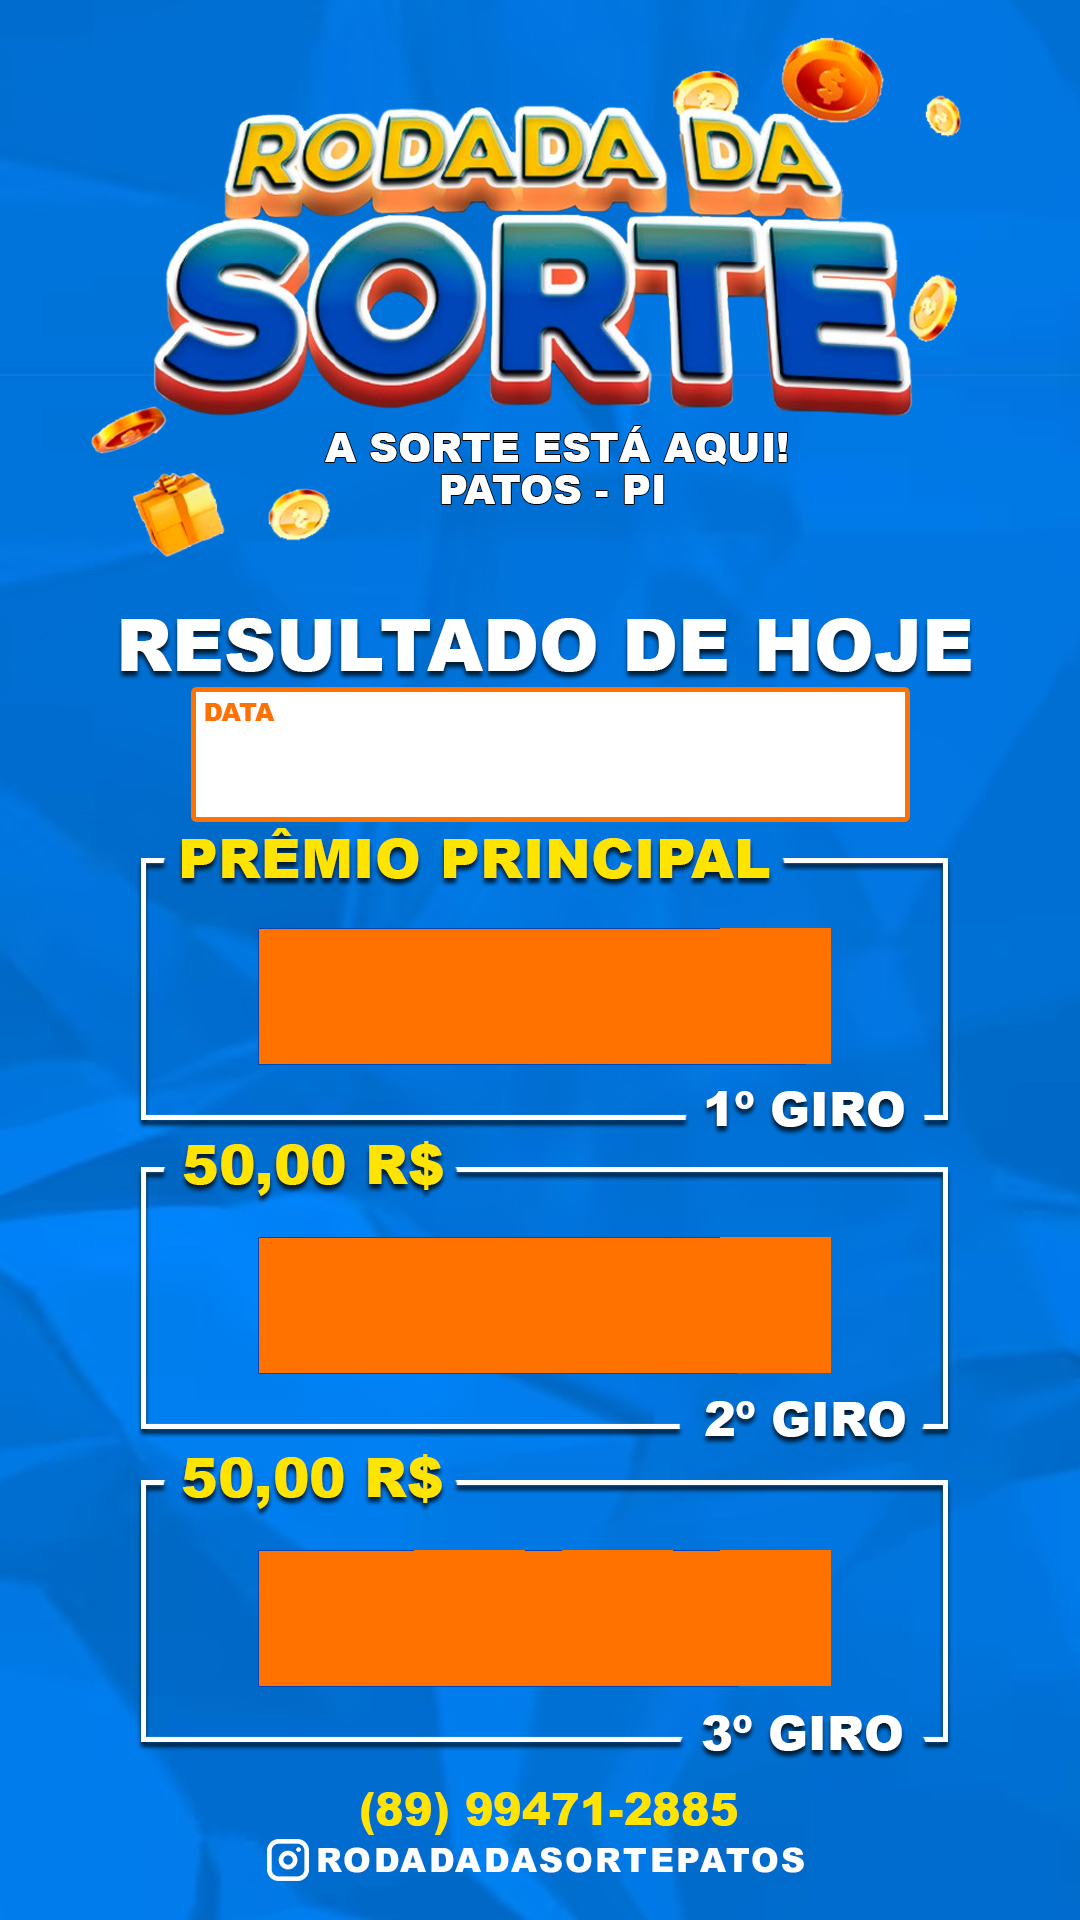 RODADA DA
SORTE
A SORTE ESTÁ AQUI!
PATOS - PI
RESULTADO DE HOJE
DATA
PRÊMIO PRINCIPAL
1º GIRO
50,00 R$
2º GIRO
50,00 R$
3º GIRO
(89) 99471-2885
RODADADASORTEPATOS